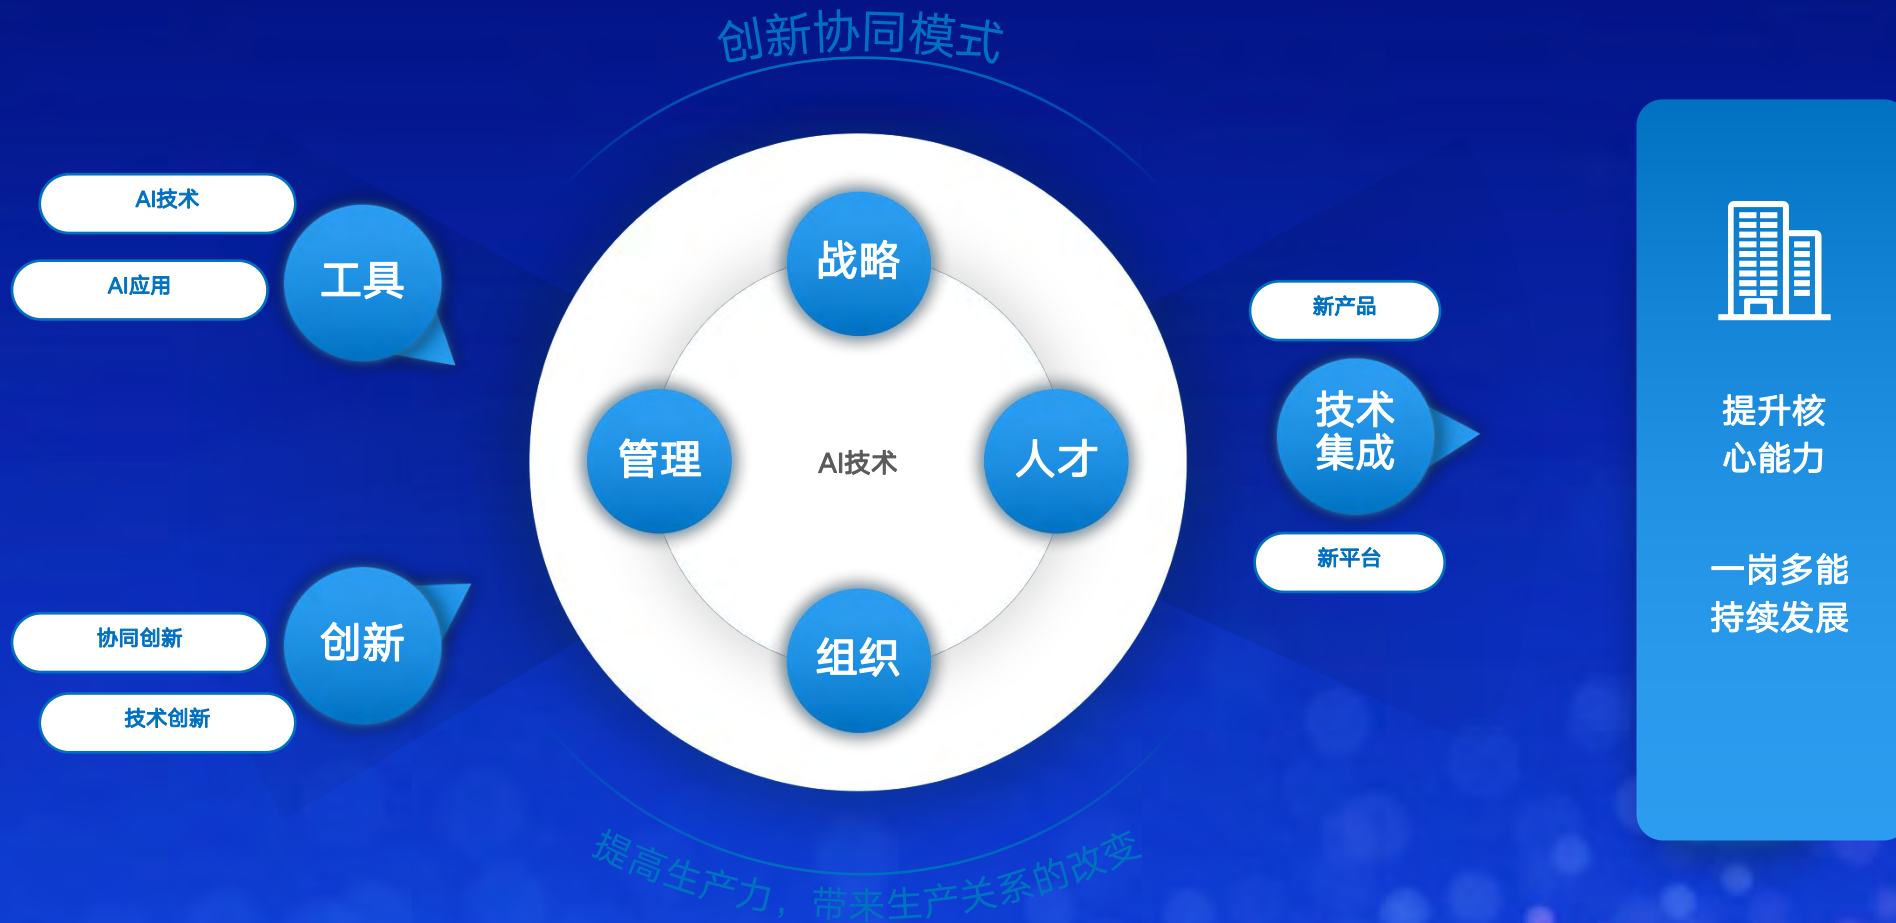 创新协同模式
AI技术
AI应用
工具
协同创新
技术创新
创新
战略
管理
AI技术
人才
组织
新产品
技术
集成
新平台
提升核
心能力
一岗多能
持续发展
提高生产力，带来生产关系的改变